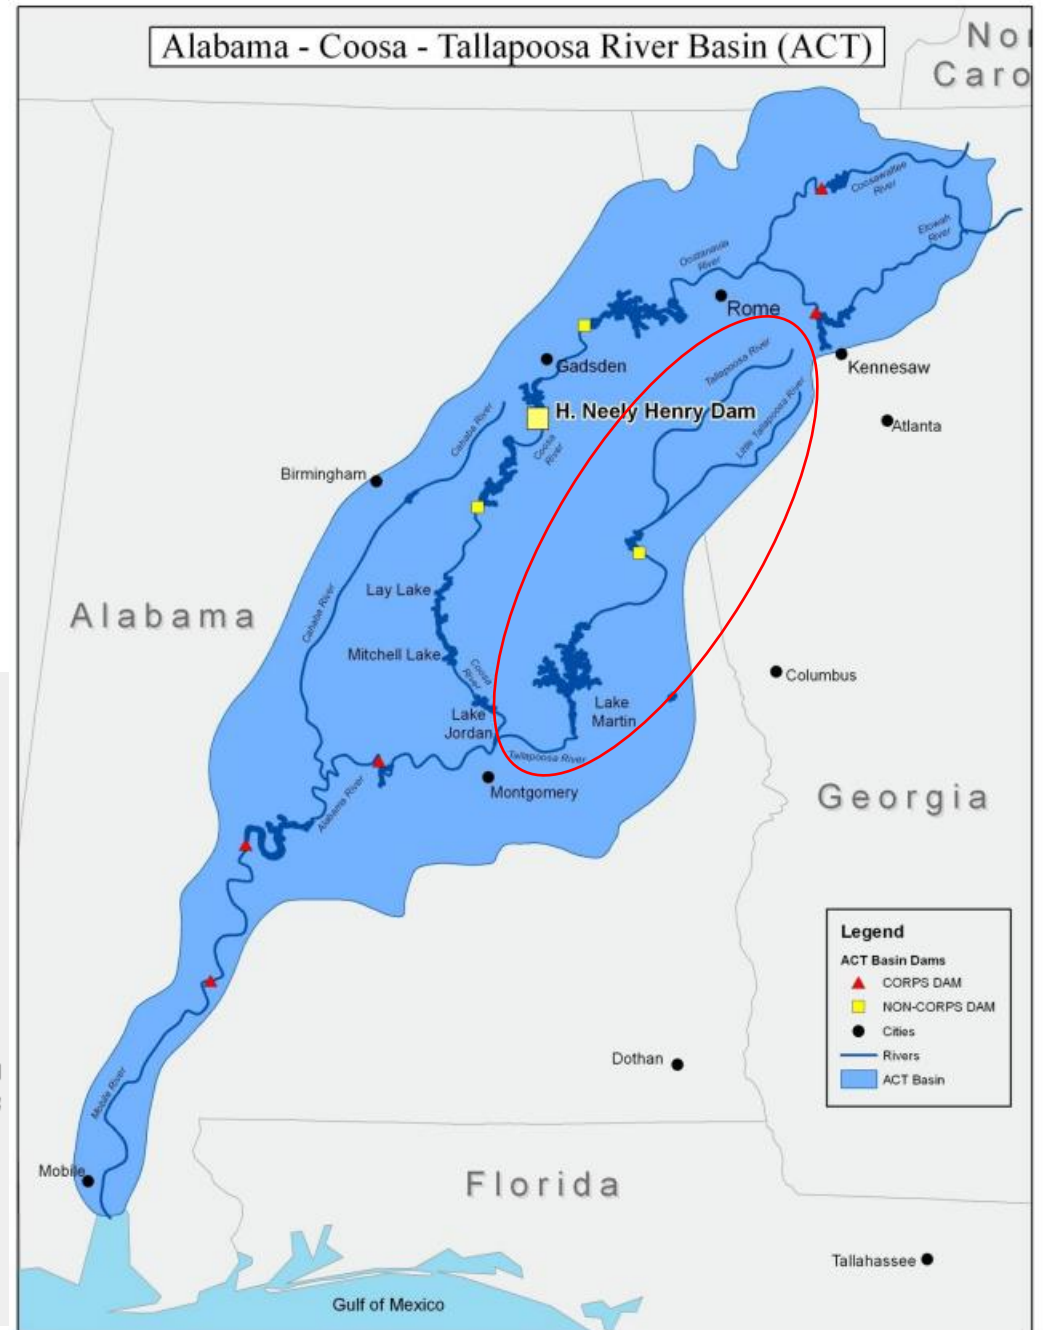 Alabama - Coosa - Tallapoosa River Basin (ACT)
Nor
Caro
Coosawattee
River
Etowah
River
Oostanaula
River
Rome
Tallapoosa River
Kennesaw
Gadsden
Little Tallapoosa River
H. Neely Henry Dam
Cahaba River
Coosa
River
Atlanta
Birmingham
Lay Lake
Cahaba River
Alabama
Mitchell Lake
Coosa
River
Columbus
Lake
Jordan
Lake
Martin
Tallapoosa River
Montgomery
Alabama River
Georgia
Legend
ACT Basin Dams
CORPS DAM
NON-CORPS DAM
Cities
Rivers
ACT Basin
Dothan
Mobile River
Mobile
Florida
Tallahassee
Gulf of Mexico